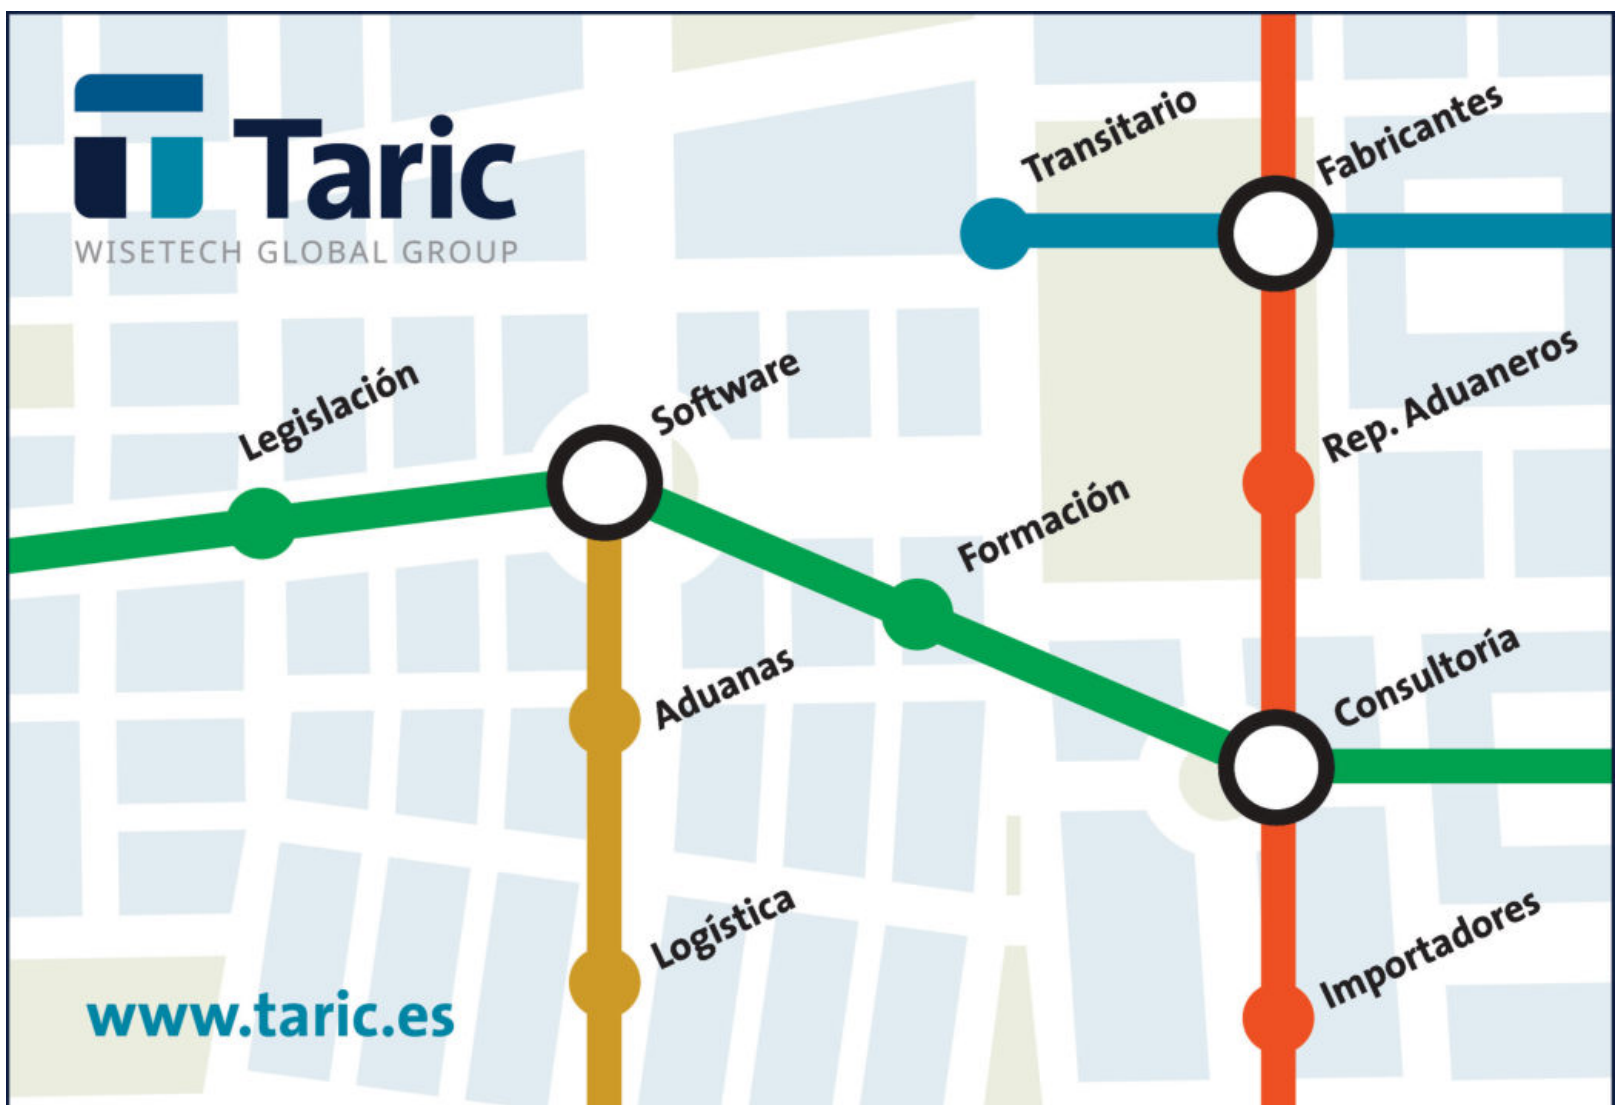 Taric
WISETECH GLOBAL GROUP
Transitario
Fabricantes
Legislación
Software
Rep. Aduaneros
Formación
Aduanas
Consultoría
Logística
Importadores
www.taric.es